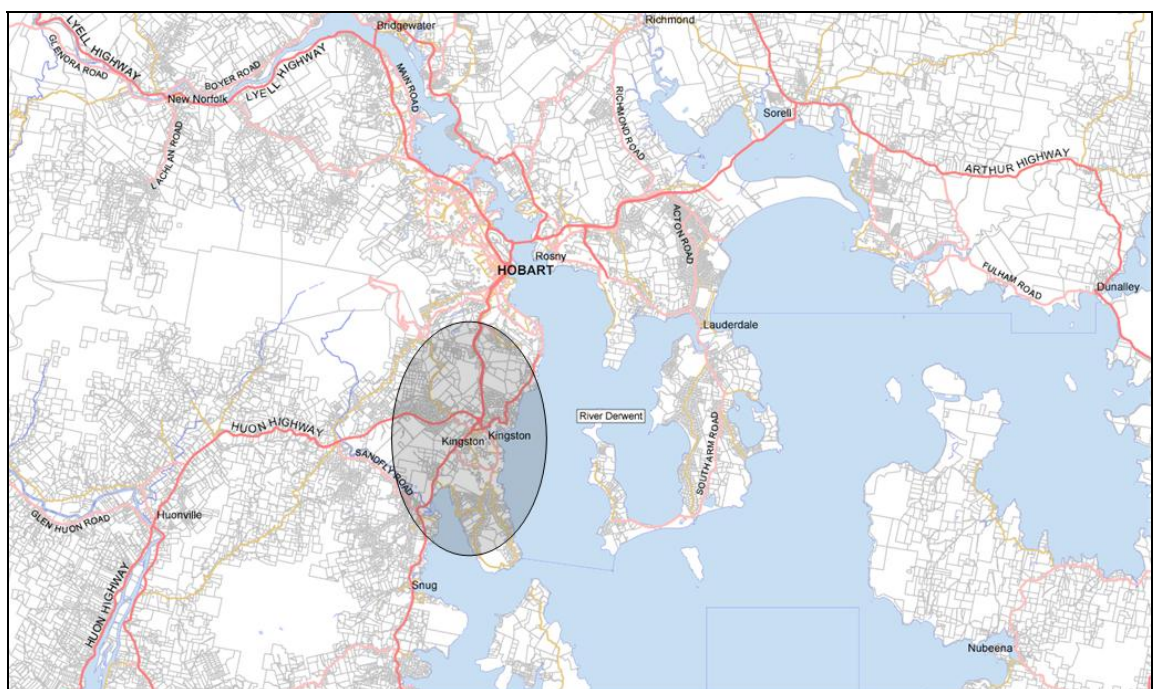 Richmond
Bridgewater
LYELL HIGHWAY
GLENORA ROAD
BOYER ROAD
LYELL HIGHWAY
MAIN ROAD
New Norfolk
RICHMOND ROAD
Sorell
LACHLAN ROAD
ARTHUR HIGHWAY
ACTON ROAD
Rosny
HOBART
FULHAM ROAD
Dunalley
Lauderdale
River Derwent
HUON HIGHWAY
Kingston
Kingston
SANDFLY ROAD
SOUTH ARM ROAD
Huonville
GLEN HUON ROAD
HUON HIGHWAY
Snug
Nubeena